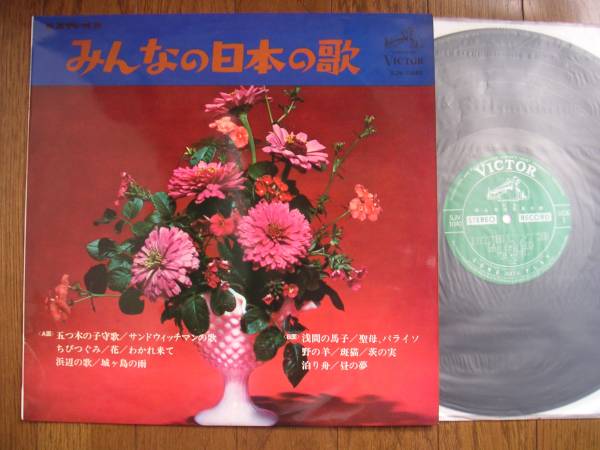 みんなの日本の歌
VICTOR
〈A面〉
五つ木の子守歌／サンドウィッチマンの歌
ちびつぐみ／花／わかれ来て
浜辺の歌／城ヶ島の雨
〈B面〉
浅間の馬子／聖母、パライソ
野の羊／斑猫／茨の実
泊り舟／昼の夢
VICTOR
STEREO
RECORD
SJV
1040